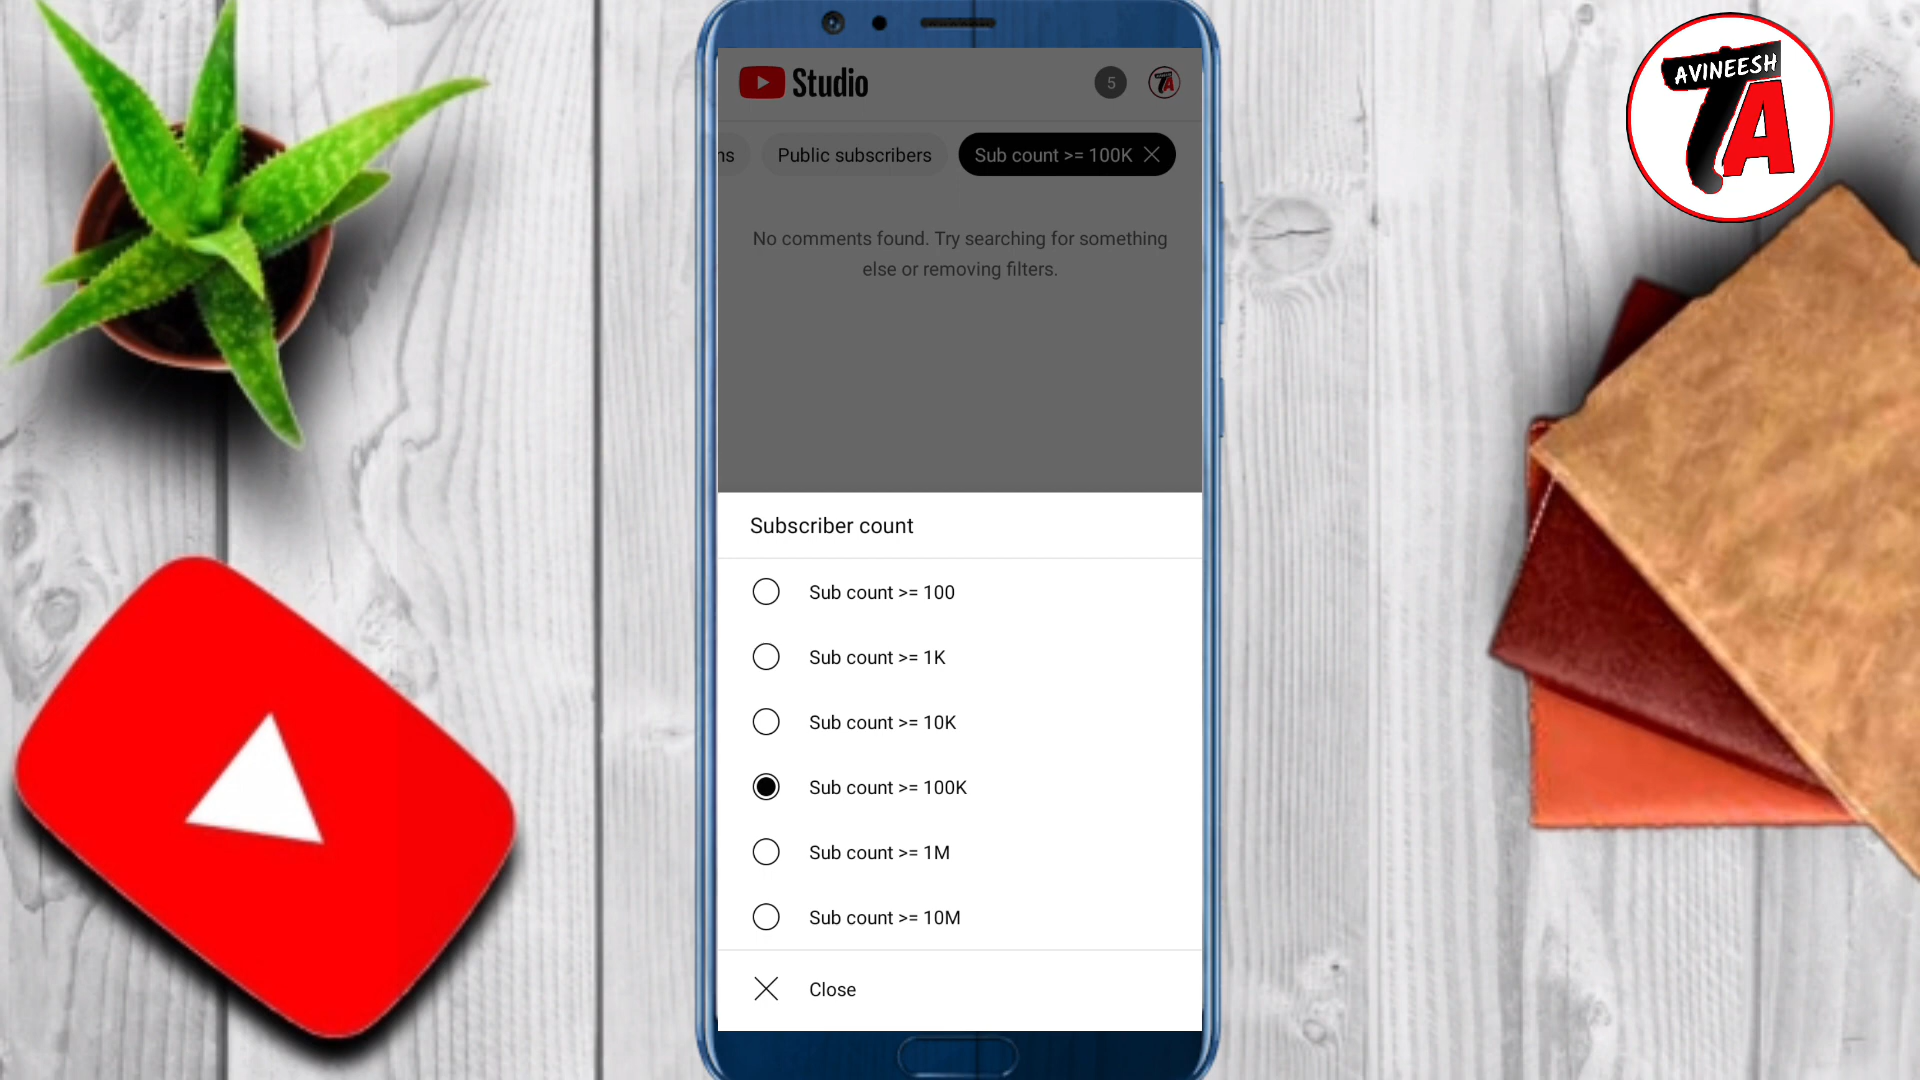 Studio
5
AVINEESH
TA
ns
Public subscribers
Sub count >= 100K
No comments found. Try searching for something
else or removing filters.
Subscriber count
Sub count >= 100
Sub count >= 1K
Sub count >= 10K
Sub count >= 100K
Sub count >= 1M
Sub count >= 10M
Close